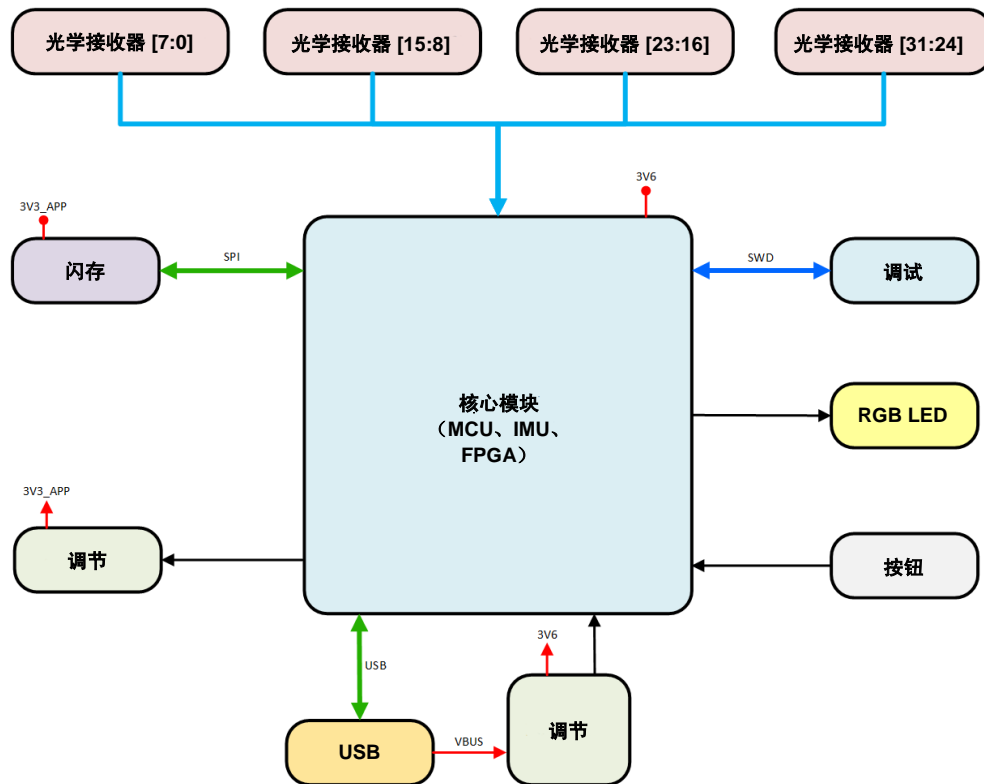 光学接收器 [7:0]
光学接收器 [15:8]
光学接收器 [23:16]
光学接收器 [31:24]
3V6
3V3_APP
闪存
SPI
SWD
调试
核心模块
（MCU、IMU、
FPGA）
RGB LED
3V3_APP
调节
按钮
3V6
USB
调节
USB
VBUS